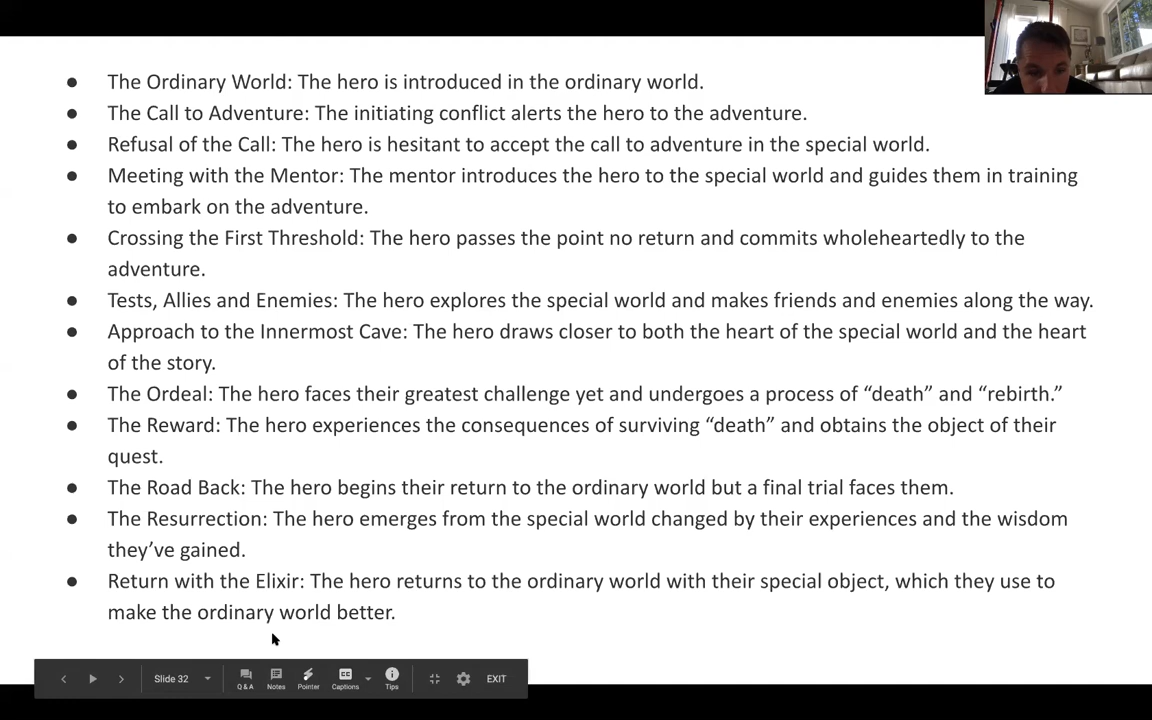 ● The Ordinary World: The hero is introduced in the ordinary world.
● The Call to Adventure: The initiating conflict alerts the hero to the adventure.
● Refusal of the Call: The hero is hesitant to accept the call to adventure in the special world.
● Meeting with the Mentor: The mentor introduces the hero to the special world and guides them in training
to embark on the adventure.
● Crossing the First Threshold: The hero passes the point no return and commits wholeheartedly to the
adventure.
● Tests, Allies and Enemies: The hero explores the special world and makes friends and enemies along the way.
● Approach to the Innermost Cave: The hero draws closer to both the heart of the special world and the heart
of the story.
● The Ordeal: The hero faces their greatest challenge yet and undergoes a process of “death” and “rebirth.”
● The Reward: The hero experiences the consequences of surviving “death” and obtains the object of their
quest.
● The Road Back: The hero begins their return to the ordinary world but a final trial faces them.
● The Resurrection: The hero emerges from the special world changed by their experiences and the wisdom
they’ve gained.
● Return with the Elixir: The hero returns to the ordinary world with their special object, which they use to
make the ordinary world better.
Slide 32 Q&A Notes Pointer CC Captions Tips EXIT